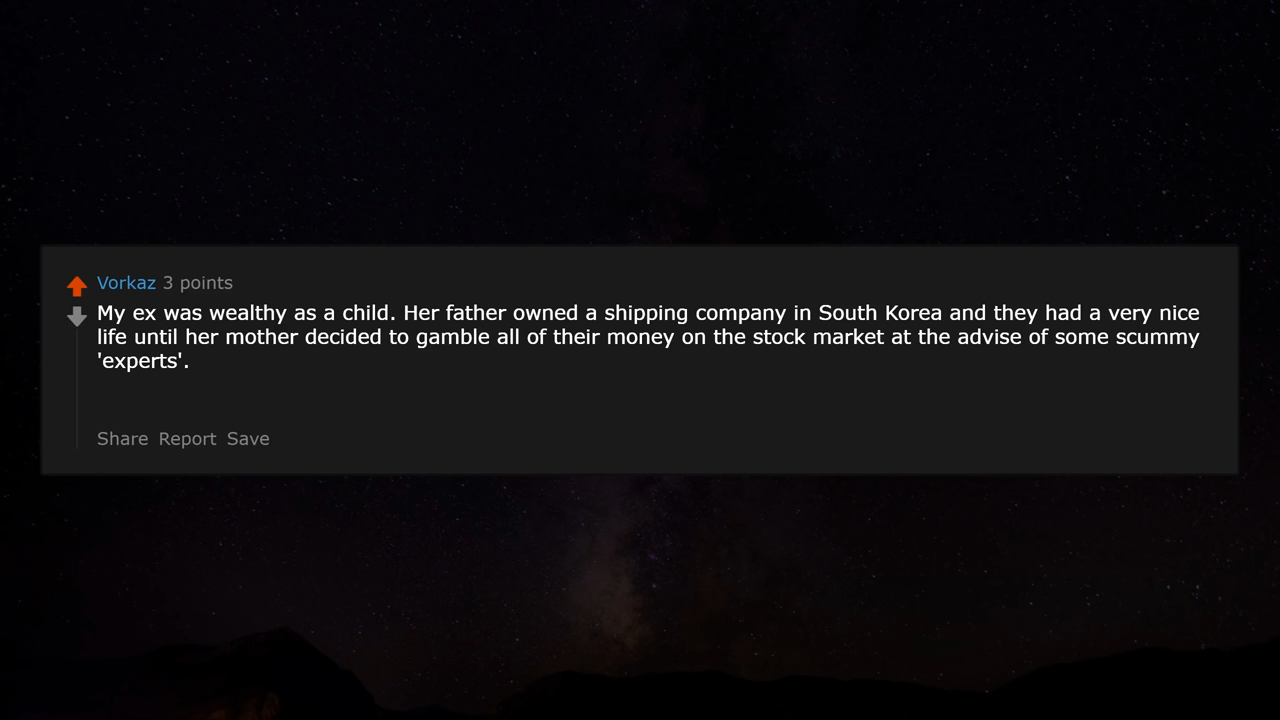 Vorkaz 3 points
My ex was wealthy as a child. Her father owned a shipping company in South Korea and they had a very nice
life until her mother decided to gamble all of their money on the stock market at the advise of some scummy
'experts'.
Share Report Save